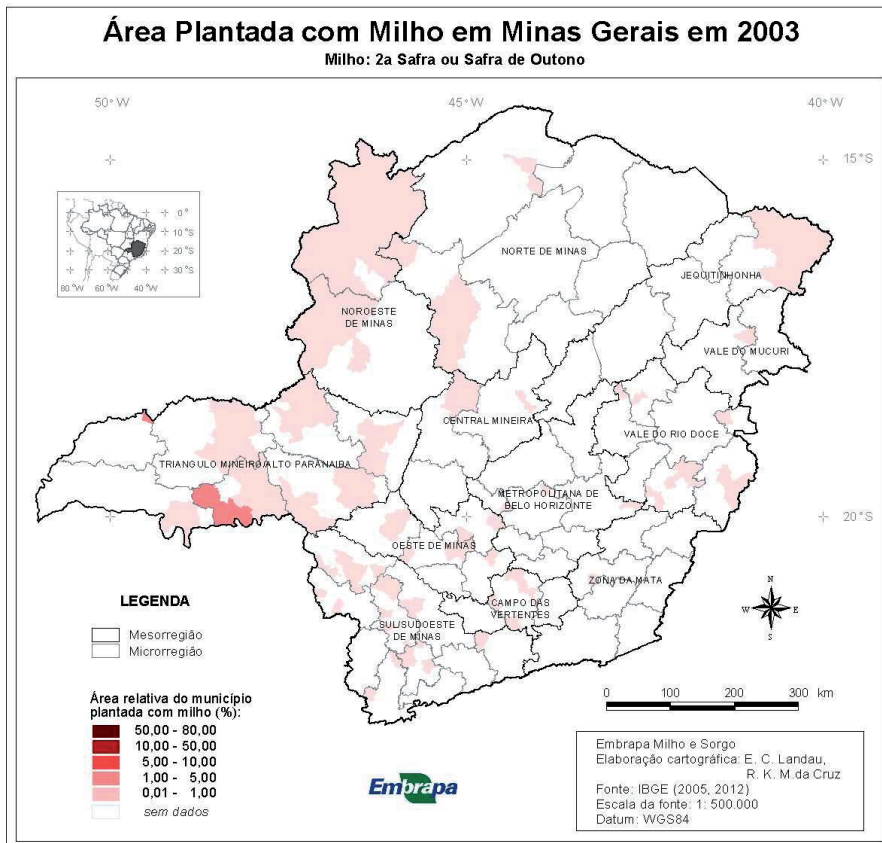 Área Plantada com Milho em Minas Gerais em 2003
Milho: 2a Safra ou Safra de Outono
50° W
45° W
40° W
15° S
0°
10° S
20° S
30° S
80 °W
60°W
40° W
NORTE DE MINAS
JEQUITINHONHA
NOROESTE
DE MINAS
VALE DO MUCURI
CENTRAL MINEIRA
VALE DO RIO DOCE
TRIANGULO MINEIRO/ALTO PARANAIBA
METROPOLITANA DE
BELO HORIZONTE
20° S
OESTE DE MINAS
ZONA DA MATA
CAMPO DAS
VERTENTES
SUL/SUDOESTE
DE MINAS
N
W E
S
LEGENDA
Mesorregião
Microrregião
Área relativa do município
plantada com milho (%):
50,00 - 80,00
10,00 - 50,00
5,00 - 10,00
1,00 - 5,00
0,01 - 1,00
sem dados
0 100 200 300 km
Embrapa
Embrapa Milho e Sorgo
Elaboração cartográfica: E. C. Landau,
R. K. M.da Cruz
Fonte: IBGE (2005, 2012)
Escala da fonte: 1: 500.000
Datum: WGS84